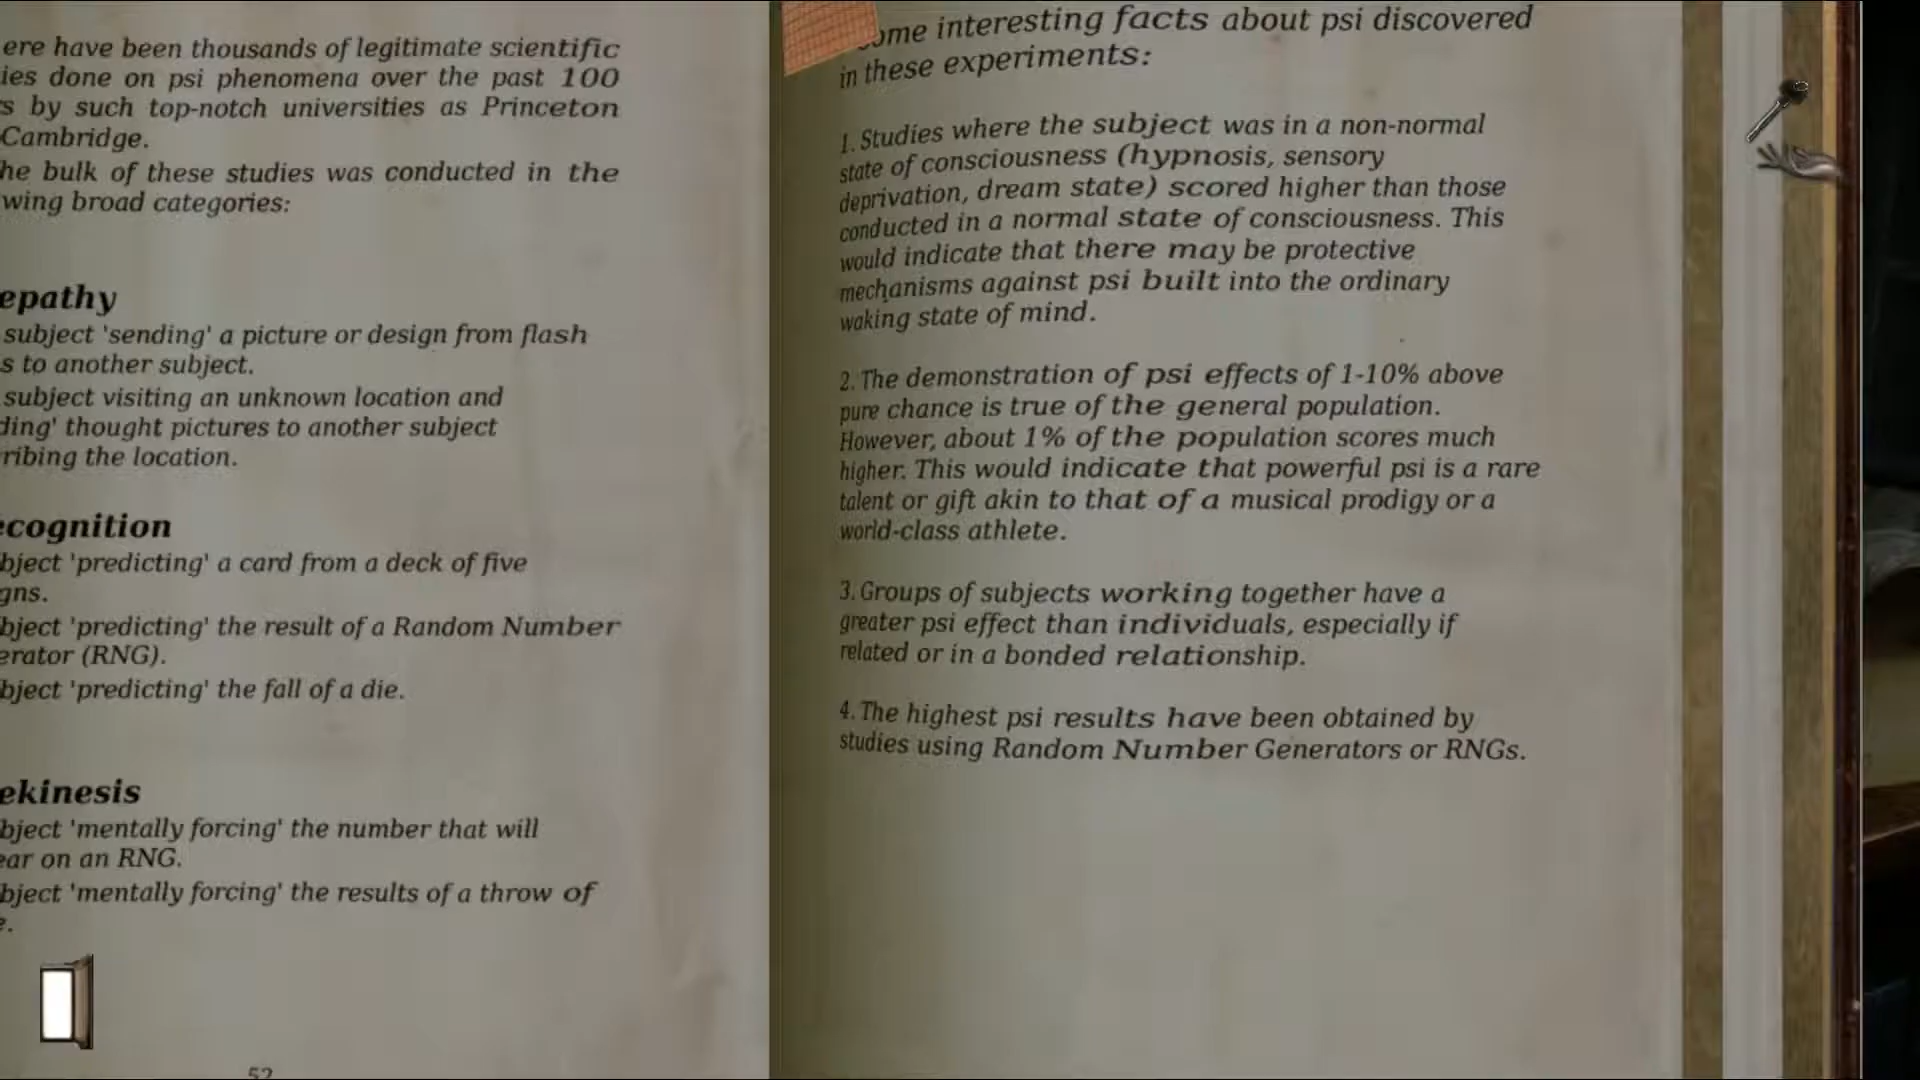 ere have been thousands of legitimate scientific
ies done on psi phenomena over the past 100
s by such top-notch universities as Princeton
Cambridge.
he bulk of these studies was conducted in the
wing broad categories:
epathy
subject 'sending' a picture or design from flash
s to another subject.
subject visiting an unknown location and
ding' thought pictures to another subject
ribing the location.
ecognition
bject 'predicting' a card from a deck of five
gns.
bject 'predicting' the result of a Random Number
erator (RNG).
bject 'predicting' the fall of a die.
ekinesis
bject 'mentally forcing' the number that will
ear on an RNG.
bject 'mentally forcing' the results of a throw of
e.
52
ome interesting facts about psi discovered
in these experiments:
1. Studies where the subject was in a non-normal
state of consciousness (hypnosis, sensory
deprivation, dream state) scored higher than those
conducted in a normal state of consciousness. This
would indicate that there may be protective
mechanisms against psi built into the ordinary
waking state of mind.
2. The demonstration of psi effects of 1-10% above
pure chance is true of the general population.
However, about 1% of the population scores much
higher. This would indicate that powerful psi is a rare
talent or gift akin to that of a musical prodigy or a
world-class athlete.
3. Groups of subjects working together have a
greater psi effect than individuals, especially if
related or in a bonded relationship.
4. The highest psi results have been obtained by
studies using Random Number Generators or RNGs.